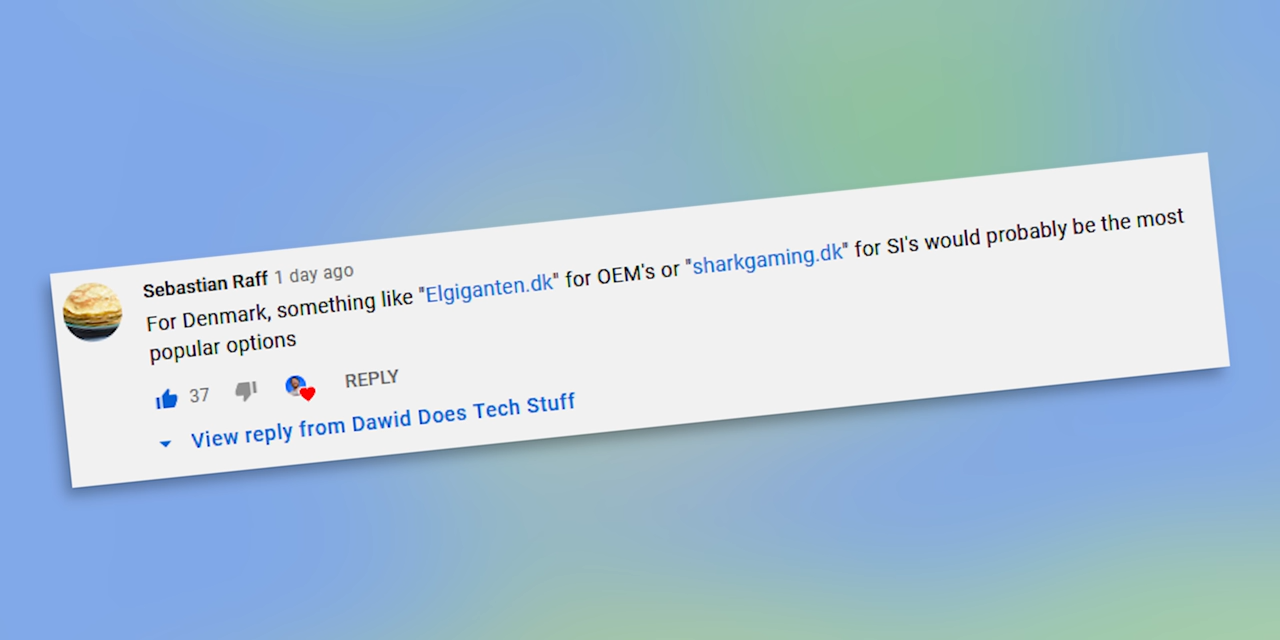 Sebastian Raff 1 day ago
For Denmark, something like "Elgiganten.dk" for OEM's or "sharkgaming.dk" for SI's would probably be the most
popular options
37 REPLY
View reply from Dawid Does Tech Stuff